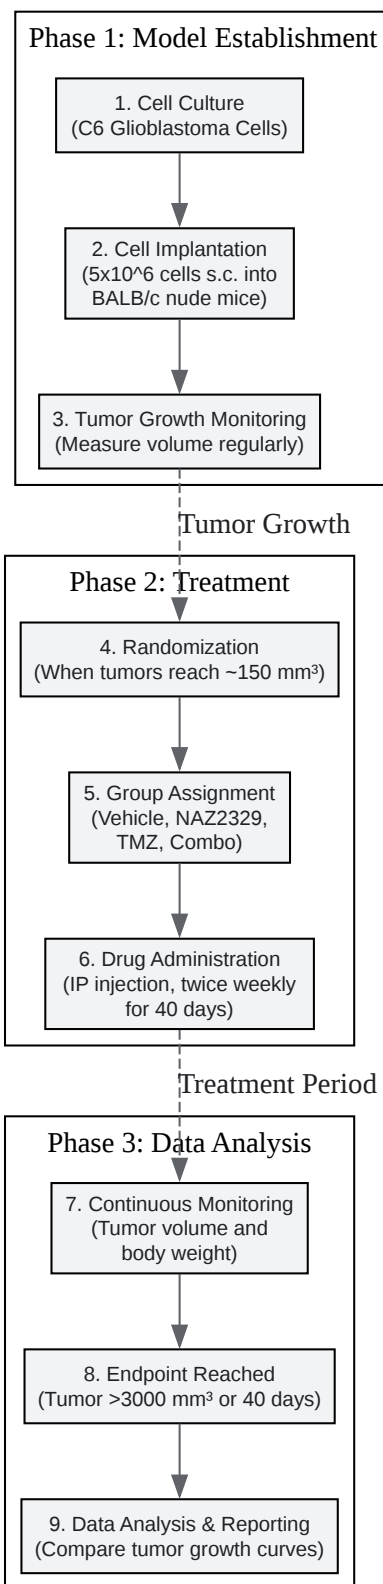 Phase 1: Model Establishment
1. Cell Culture
(C6 Glioblastoma Cells)
2. Cell Implantation
(5x10^6 cells s.c. into
BALB/c nude mice)
3. Tumor Growth Monitoring
(Measure volume regularly)
Tumor Growth
Phase 2: Treatment
4. Randomization
(When tumors reach ~150 mm³)
5. Group Assignment
(Vehicle, NAZ2329,
TMZ, Combo)
6. Drug Administration
(IP injection, twice weekly
for 40 days)
Treatment Period
Phase 3: Data Analysis
7. Continuous Monitoring
(Tumor volume and
body weight)
8. Endpoint Reached
(Tumor >3000 mm³ or 40 days)
9. Data Analysis & Reporting
(Compare tumor growth curves)